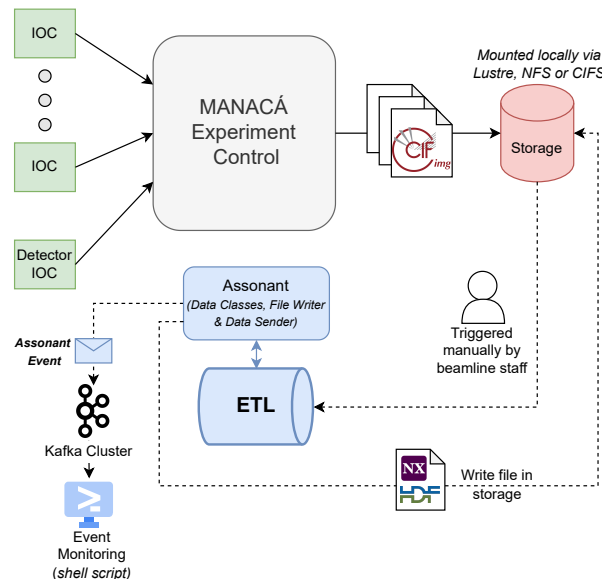 IOC
IOC
Detector
IOC
MANACÁ
Experiment
Control
CIF
img
Mounted locally via
Lustre, NFS or CIFS
Storage
Assonant
(Data Classes, File Writer
& Data Sender)
Assonant
Event
ETL
Triggered
manually by
beamline staff
Kafka Cluster
NX
HDF
Write file in
storage
Event
Monitoring
(shell script)